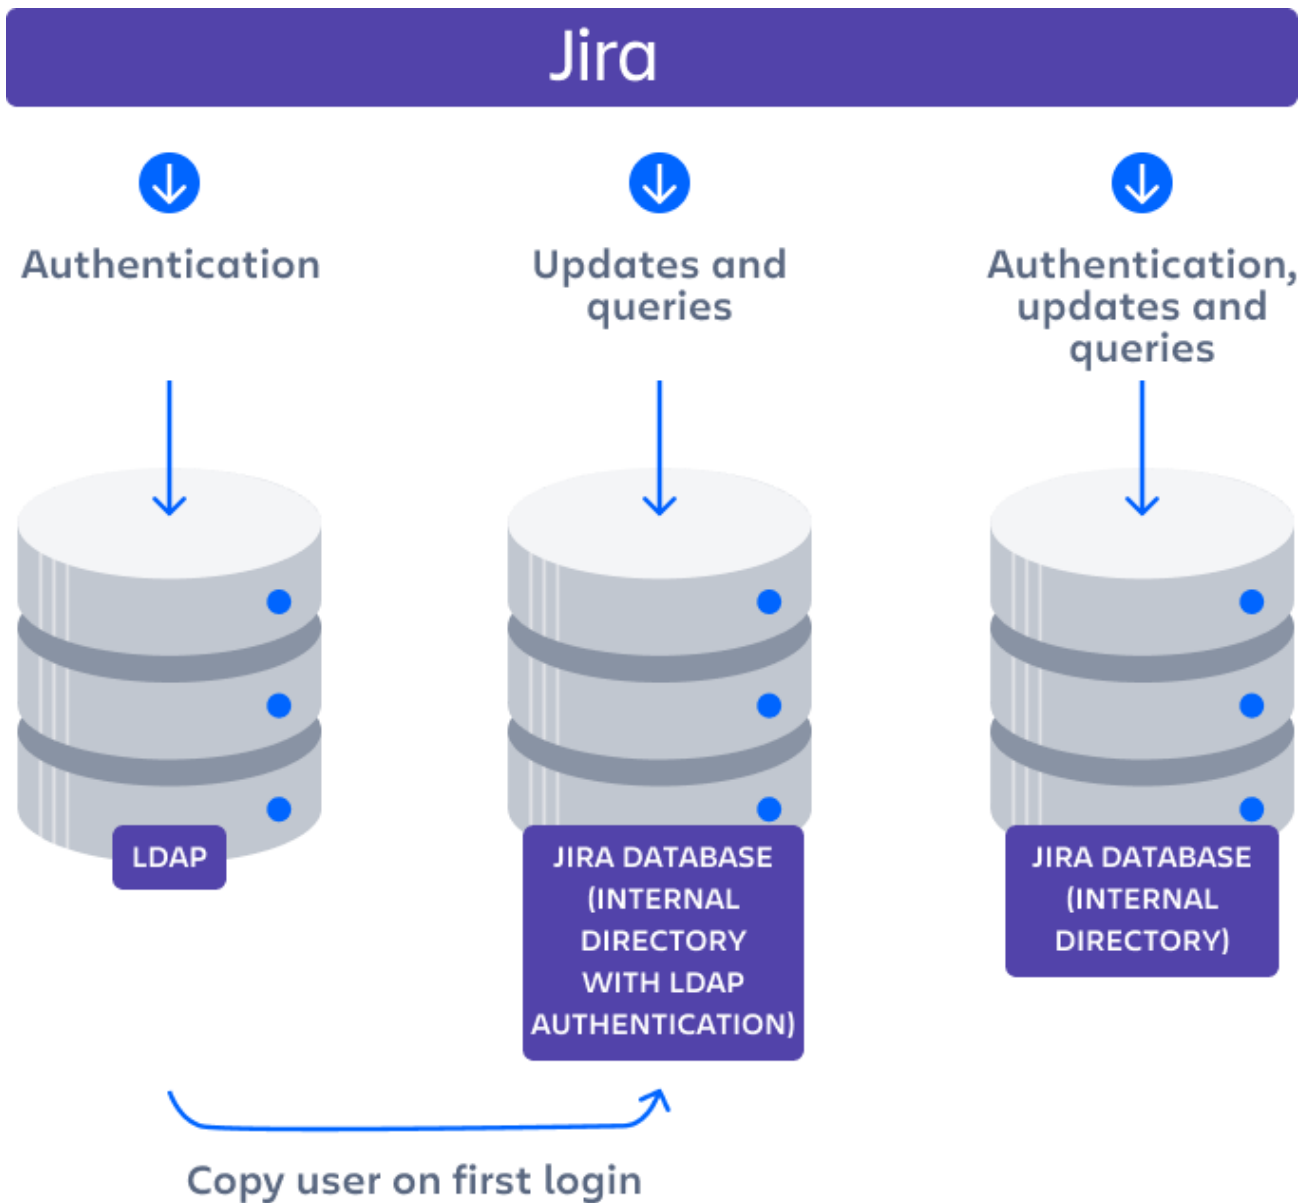 Jira
Authentication
Updates and
queries
Authentication,
updates and
queries
LDAP
JIRA DATABASE
(INTERNAL
DIRECTORY
WITH LDAP
AUTHENTICATION)
JIRA DATABASE
(INTERNAL
DIRECTORY)
Copy user on first login